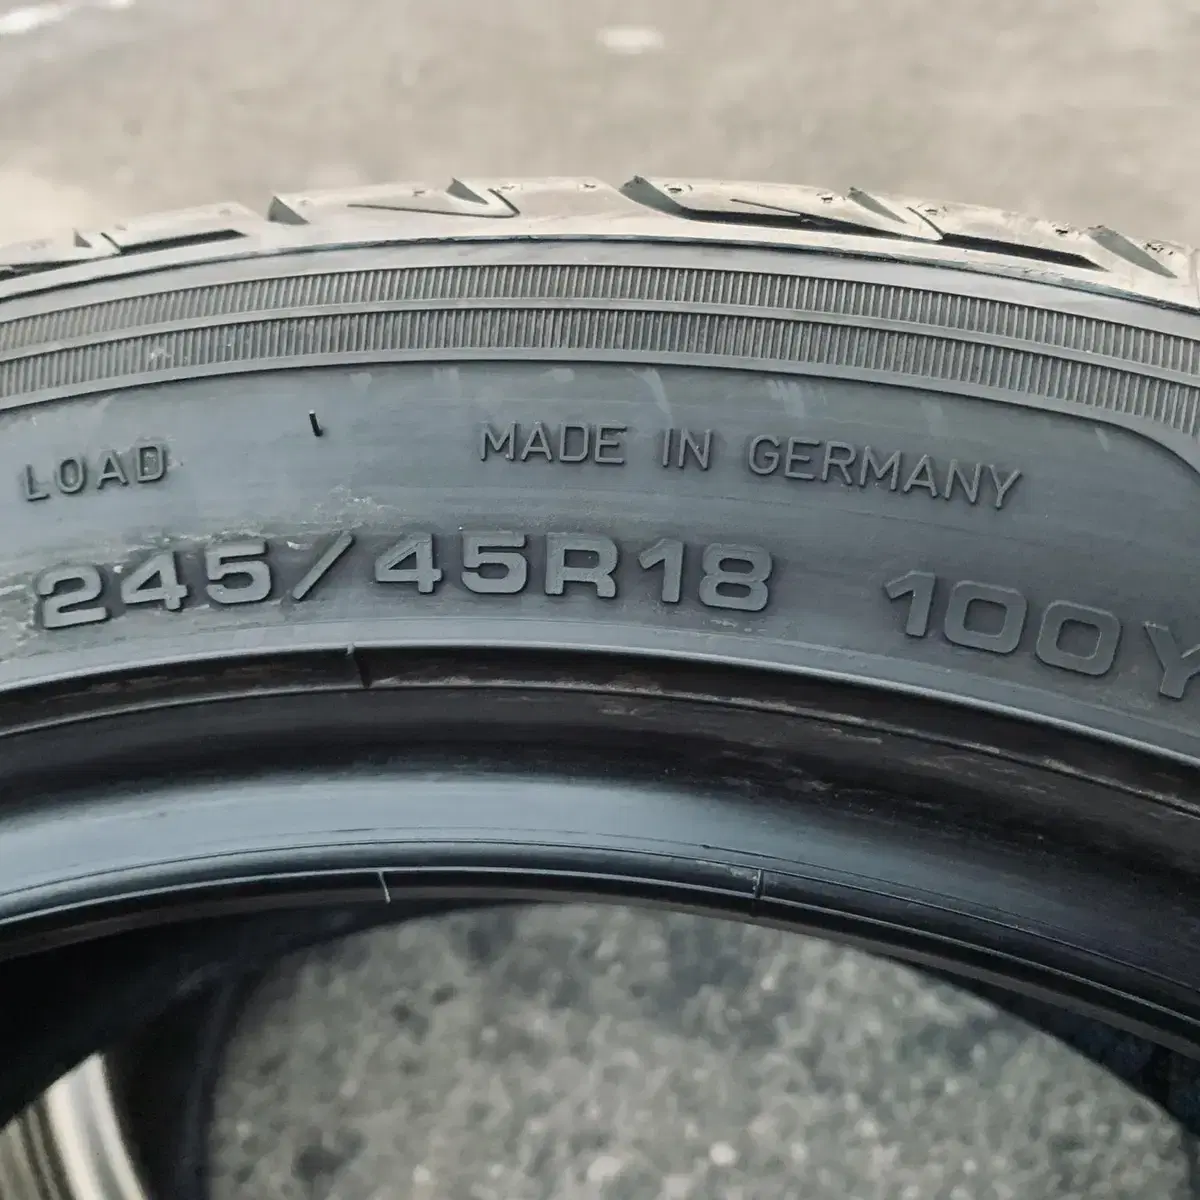 LOAD
MADE IN GERMANY
245/45R18 100Y